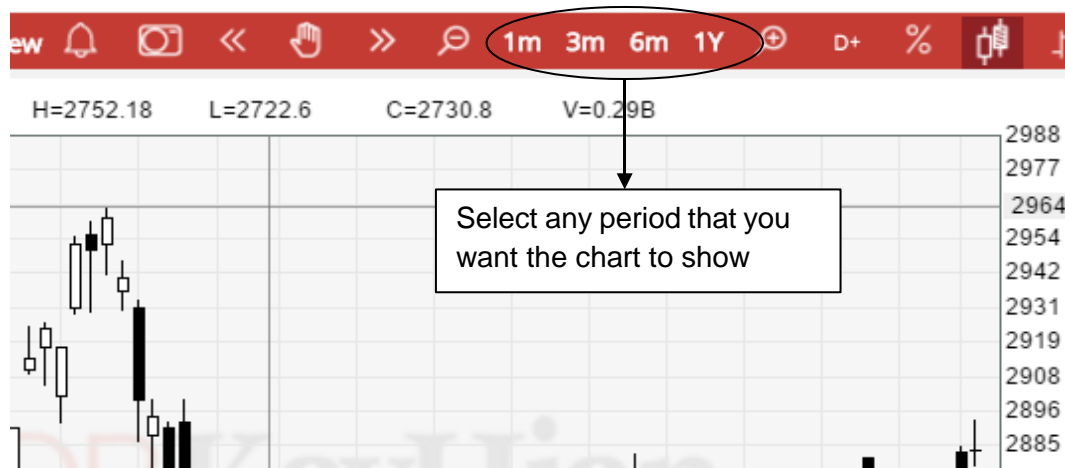 ew 1m 3m 6m 1Y D+ %
H=2752.18 L=2722.6 C=2730.8 V=0.29B
2988
2977
2964
Select any period that you
want the chart to show
2954
2942
2931
2919
2908
2896
2885
KayHian